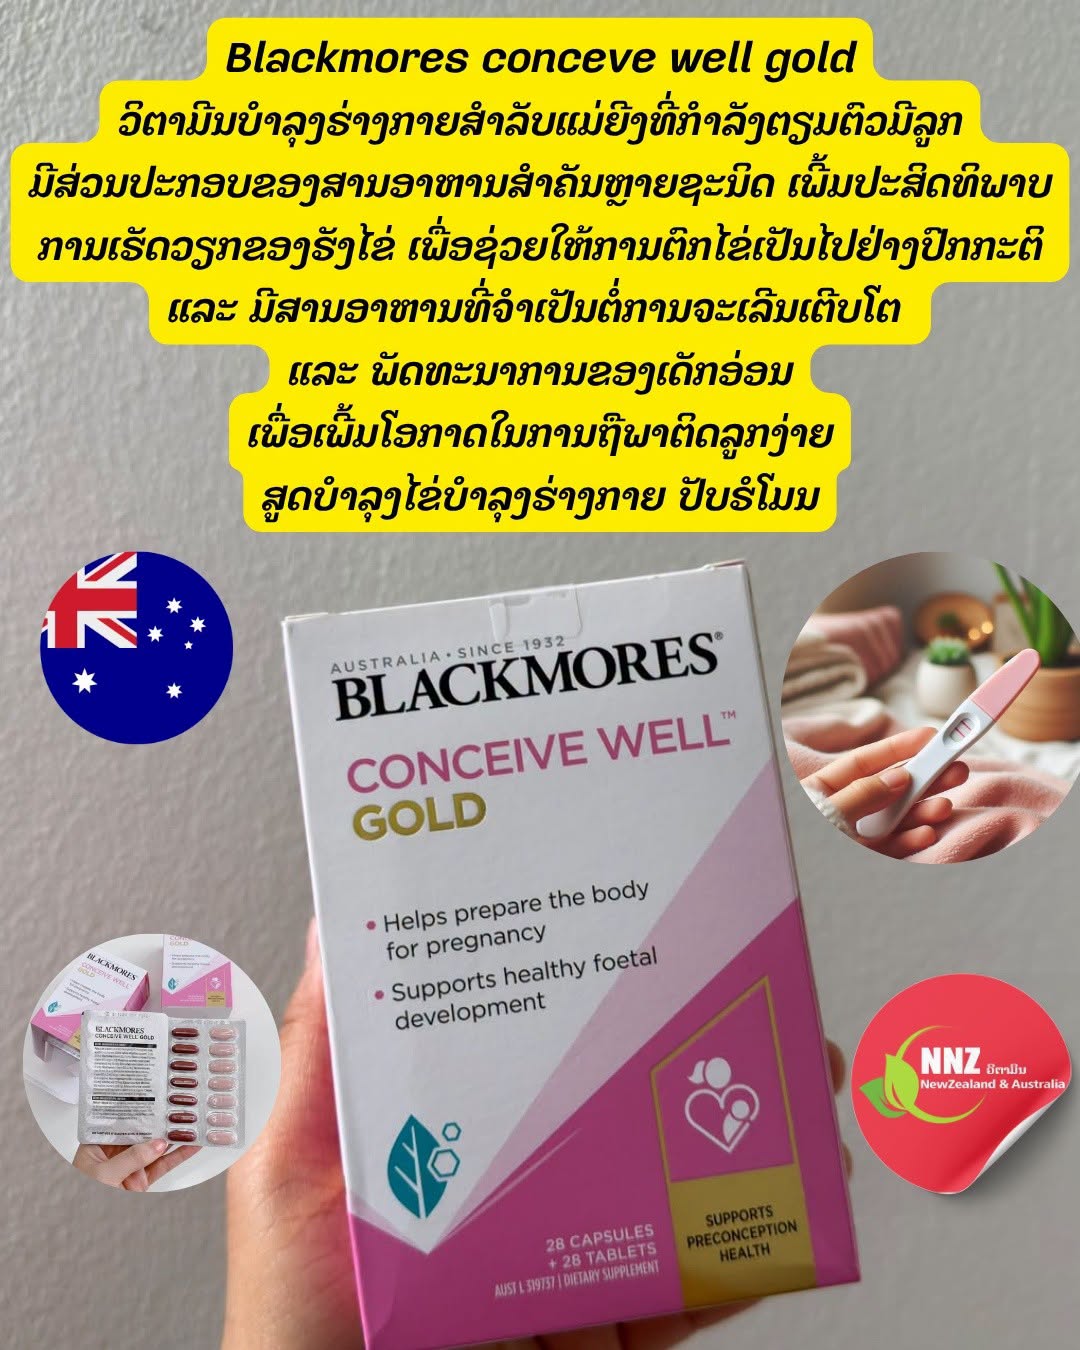 Blackmores conceve well gold
ວິຕາມີນບຳລຸງຮ່າງກາຍສຳລັບແມ່ຍິງທີ່ກຳລັງຕຽມຕົວມີລູກ
ມີສ່ວນປະກອບຂອງສານອາຫານສຳຄັນຫຼາຍຊະນິດ ເພີ້ມປະສິດທິພາບ
ການເຮັດວຽກຂອງຮັງໄຂ່ ເພື່ອຊ່ວຍໃຫ້ການຕົກໄຂ່ເປັນໄປຢ່າງປົກກະຕິ
ແລະ ມີສານອາຫານທີ່ຈຳເປັນຕໍ່ການຈະເລີນເຕີບໂຕ
ແລະ ພັດທະນາການຂອງເດັກອ່ອນ
ເພື່ອເພີ້ມໂອກາດໃນການຖືພາຕິດລູກງ່າຍ
ສູດບຳລຸງໄຂ່ບຳລຸງຮ່າງກາຍ ປັບຮໍໂມນ
AUSTRALIA • SINCE 1932
BLACKMORES®
CONCEIVE WELL™
GOLD
• Helps prepare the body
for pregnancy
• Supports healthy foetal
development
SUPPORTS
PRECONCEPTION
HEALTH
28 CAPSULES
+ 28 TABLETS
AUST L 319737 | DIETARY SUPPLEMENT
BLACKMORES
CONCEIVE WELL
GOLD
GOLD
BLACKMORES
CONCEIVE WELL GOLD
NNZ ວິຕາມິນ
NewZealand & Australia